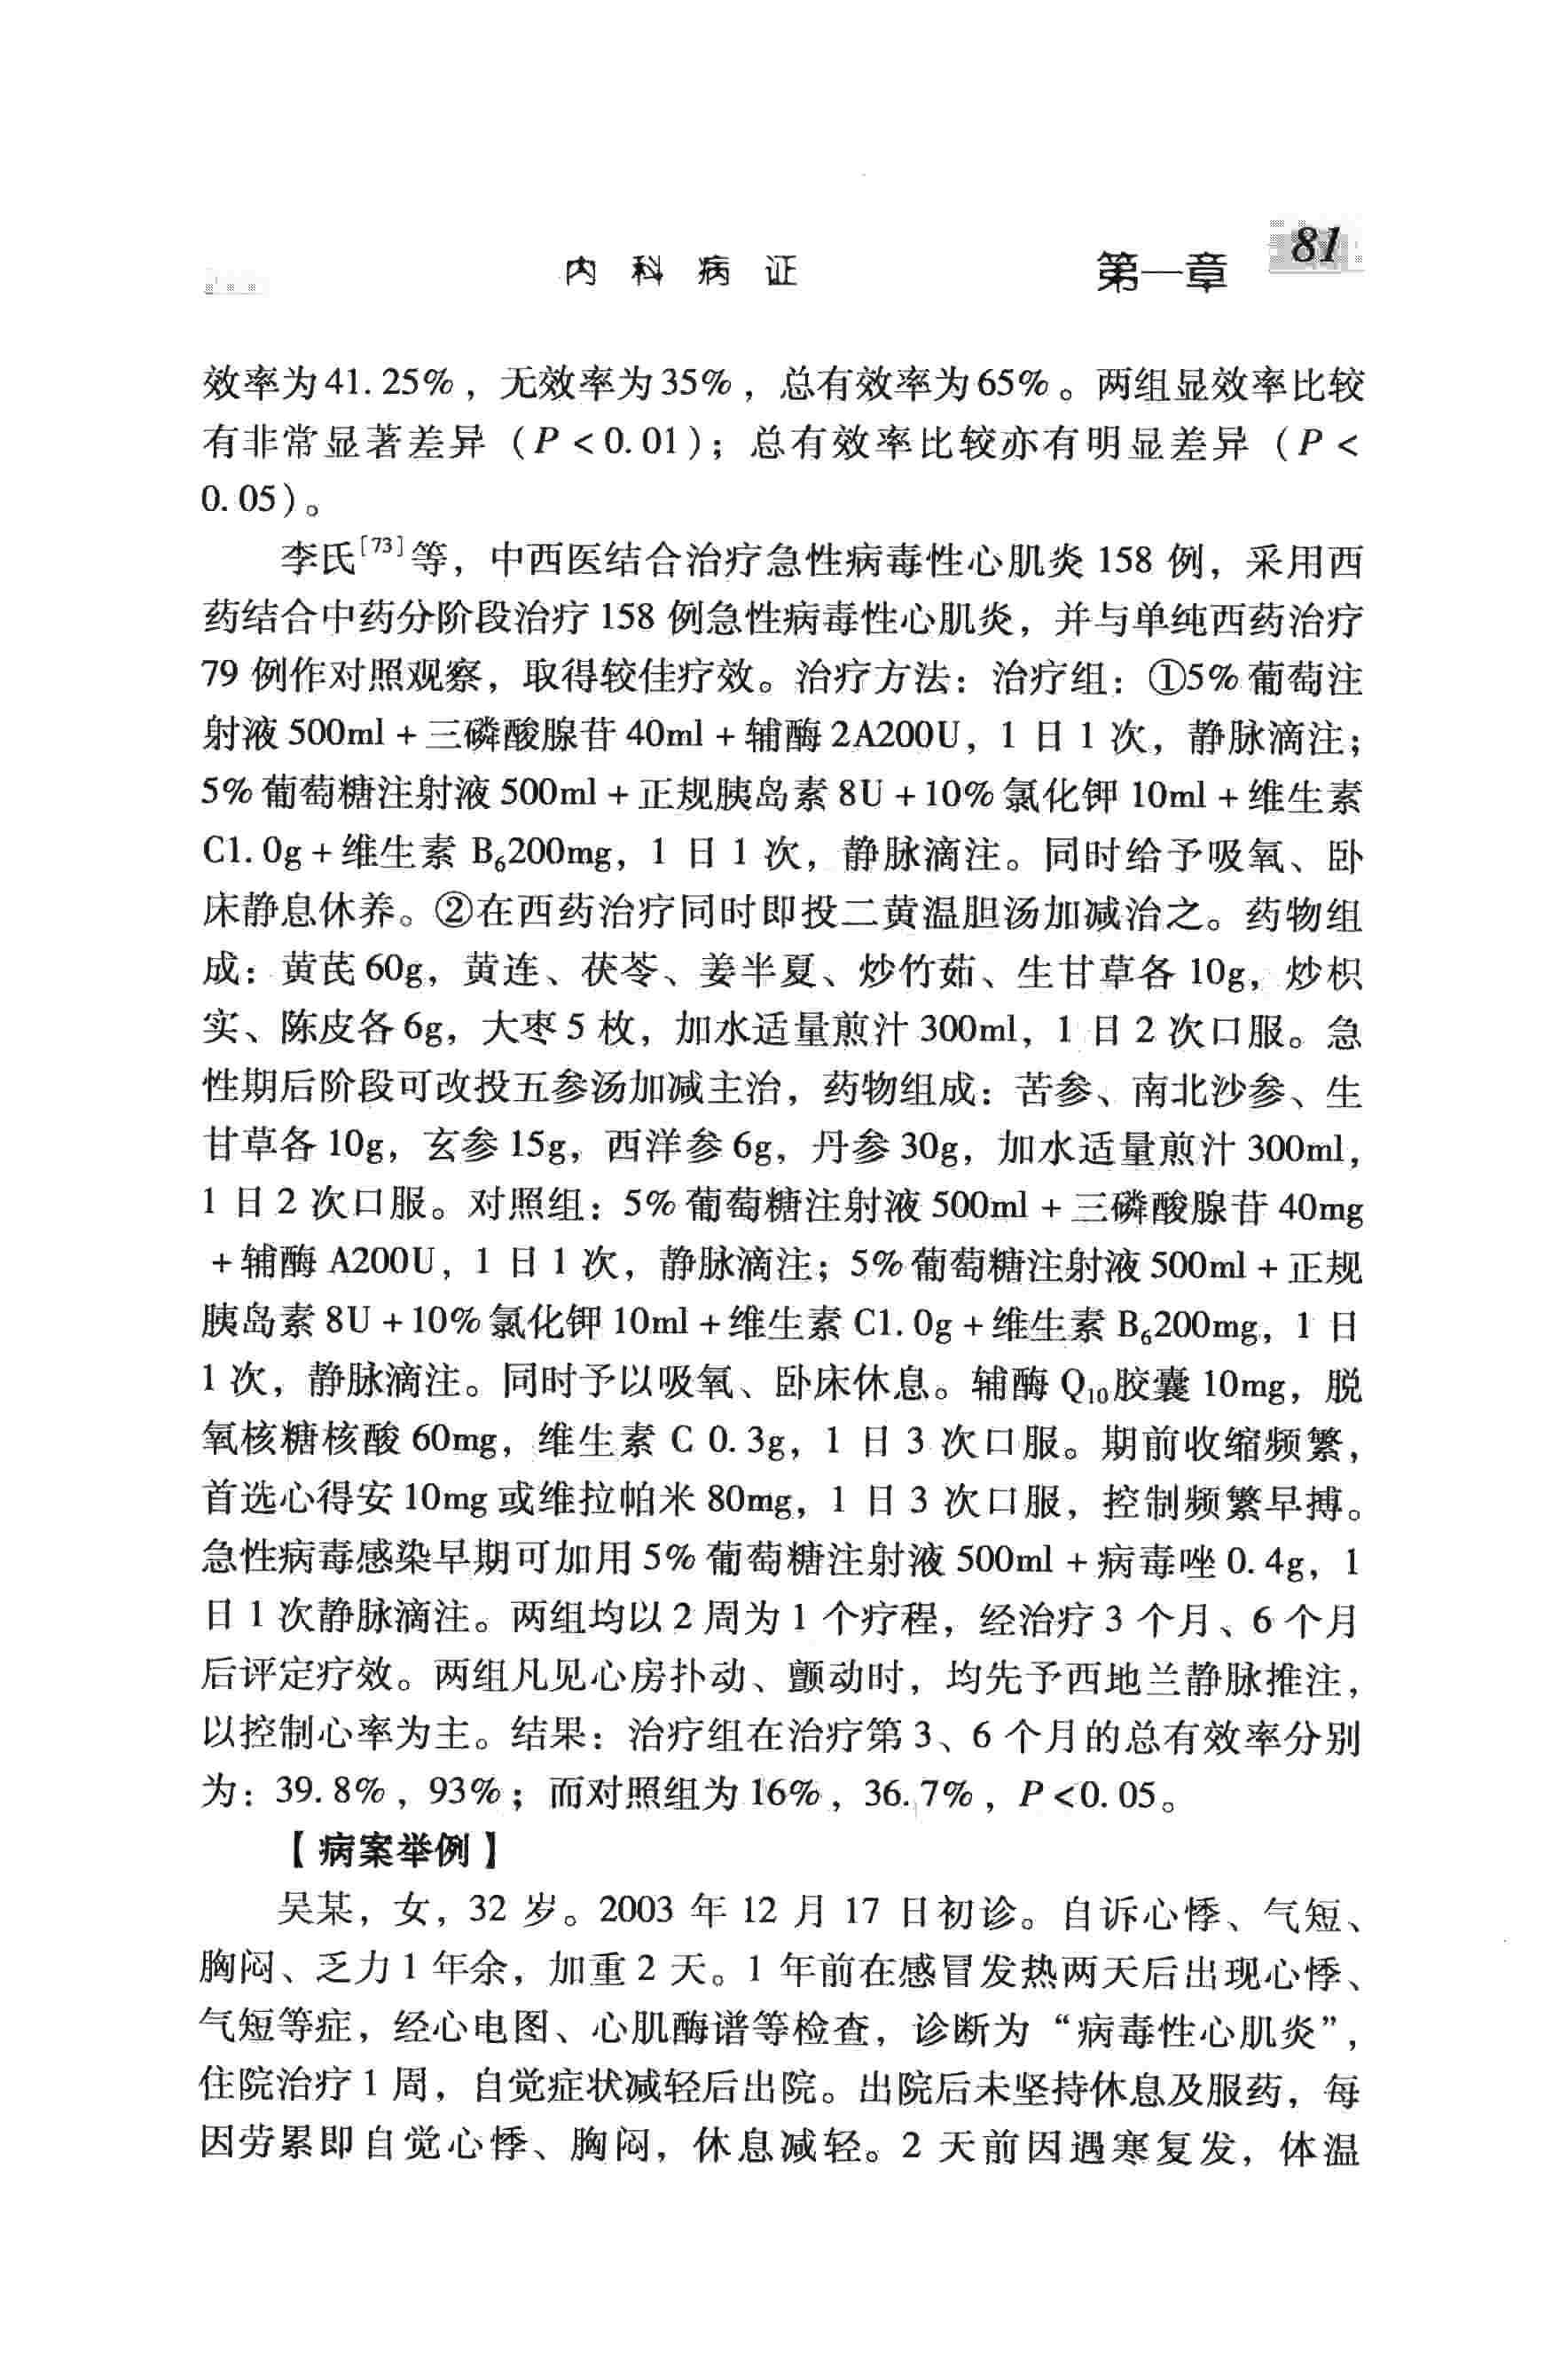 内科病证 第一章 81
效率为41.25%，无效率为35%，总有效率为65%。两组显效率比较
有非常显著差异（P<0.01）；总有效率比较亦有明显差异（P<
0.05）。
李氏[73]等，中西医结合治疗急性病毒性心肌炎158例，采用西
药结合中药分阶段治疗158例急性病毒性心肌炎，并与单纯西药治疗
79例作对照观察，取得较佳疗效。治疗方法：治疗组：①5%葡萄注
射液500ml+三磷酸腺苷40ml+辅酶2A200U，1日1次，静脉滴注；
5%葡萄糖注射液500ml+正规胰岛素8U+10%氯化钾10ml+维生素
C1.0g+维生素B₆200mg，1日1次，静脉滴注。同时给予吸氧、卧
床静息休养。②在西药治疗同时即投二黄温胆汤加减治之。药物组
成：黄芪60g，黄连、茯苓、姜半夏、炒竹茹、生甘草各10g，炒枳
实、陈皮各6g，大枣5枚，加水适量煎汁300ml，1日2次口服。急
性期后阶段可改投五参汤加减主治，药物组成：苦参、南北沙参、生
甘草各10g，玄参15g，西洋参6g，丹参30g，加水适量煎汁300ml，
1日2次口服。对照组：5%葡萄糖注射液500ml+三磷酸腺苷40mg
+辅酶A200U，1日1次，静脉滴注；5%葡萄糖注射液500ml+正规
胰岛素8U+10%氯化钾10ml+维生素C1.0g+维生素B₆200mg，1日
1次，静脉滴注。同时予以吸氧、卧床休息。辅酶Q₁₀胶囊10mg，脱
氧核糖核酸60mg，维生素C 0.3g，1日3次口服。期前收缩频繁，
首选心得安10mg或维拉帕米80mg，1日3次口服，控制频繁早搏。
急性病毒感染早期可加用5%葡萄糖注射液500ml+病毒唑0.4g，1
日1次静脉滴注。两组均以2周为1个疗程，经治疗3个月、6个月
后评定疗效。两组凡见心房扑动、颤动时，均先予西地兰静脉推注，
以控制心率为主。结果：治疗组在治疗第3、6个月的总有效率分别
为：39.8%，93%；而对照组为16%，36.7%，P<0.05。
【病案举例】
吴某，女，32岁。2003年12月17日初诊。自诉心悸、气短、
胸闷、乏力1年余，加重2天。1年前在感冒发热两天后出现心悸、
气短等症，经心电图、心肌酶谱等检查，诊断为“病毒性心肌炎”，
住院治疗1周，自觉症状减轻后出院。出院后未坚持休息及服药，每
因劳累即自觉心悸、胸闷，休息减轻。2天前因遇寒复发，体温